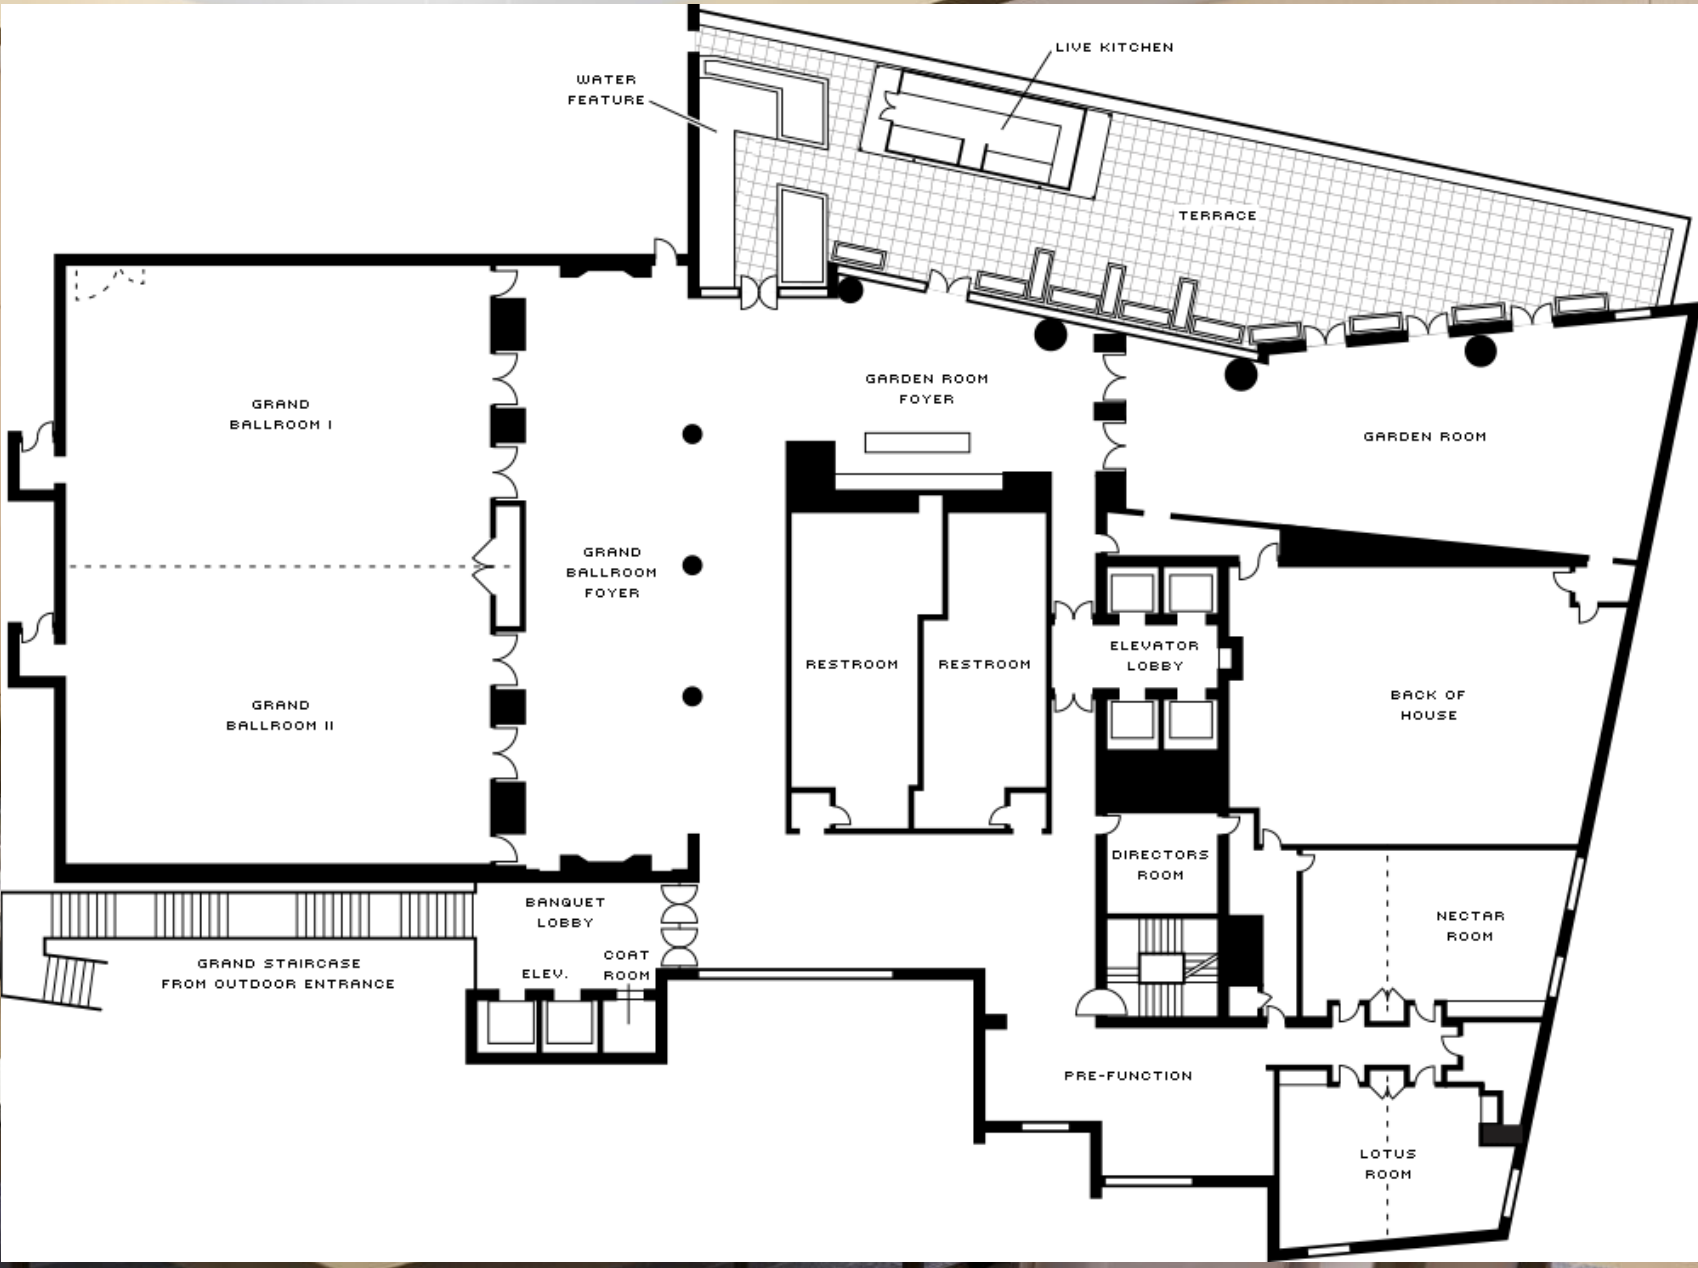 LIVE KITCHEN
WATER
FEATURE
TERRACE
GRAND
BALLROOM I
GARDEN ROOM
FOYER
GARDEN ROOM
GRAND
BALLROOM
FOYER
RESTROOM
RESTROOM
ELEVATOR
LOBBY
GRAND
BALLROOM II
BACK OF
HOUSE
DIRECTORS
ROOM
BANQUET
LOBBY
NECTAR
ROOM
COAT
ROOM
ELEV.
GRAND STAIRCASE
FROM OUTDOOR ENTRANCE
PRE-FUNCTION
LOTUS
ROOM